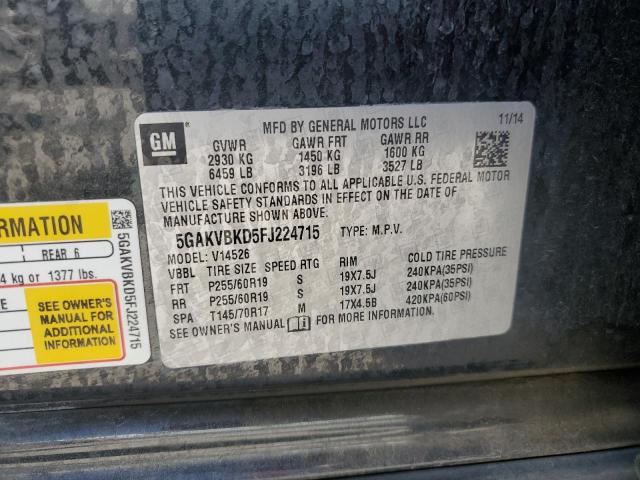 GM
MFD BY GENERAL MOTORS LLC
11/14
GVWR GAWR FRT GAWR RR
2930 KG 1450 KG 1600 KG
6459 LB 3196 LB 3527 LB
THIS VEHICLE CONFORMS TO ALL APPLICABLE U.S. FEDERAL MOTOR
VEHICLE SAFETY STANDARDS IN EFFECT ON THE DATE OF
MANUFACTURE SHOWN ABOVE.
5GAKVBKD5FJ224715 TYPE: M.P.V.
MODEL: V14526
VBBL TIRE SIZE SPEED RTG RIM COLD TIRE PRESSURE
FRT P255/60R19 S 19X7.5J 240KPA(35PSI)
RR P255/60R19 S 19X7.5J 240KPA(35PSI)
SPA T145/70R17 M 17X4.5B 420KPA(60PSI)
SEE OWNER'S MANUAL FOR MORE INFORMATION.
ORMATION
REAR 6
4 kg or 1377 lbs.
SEE OWNER'S
MANUAL FOR
ADDITIONAL
INFORMATION
5GAKVBKD5FJ224715